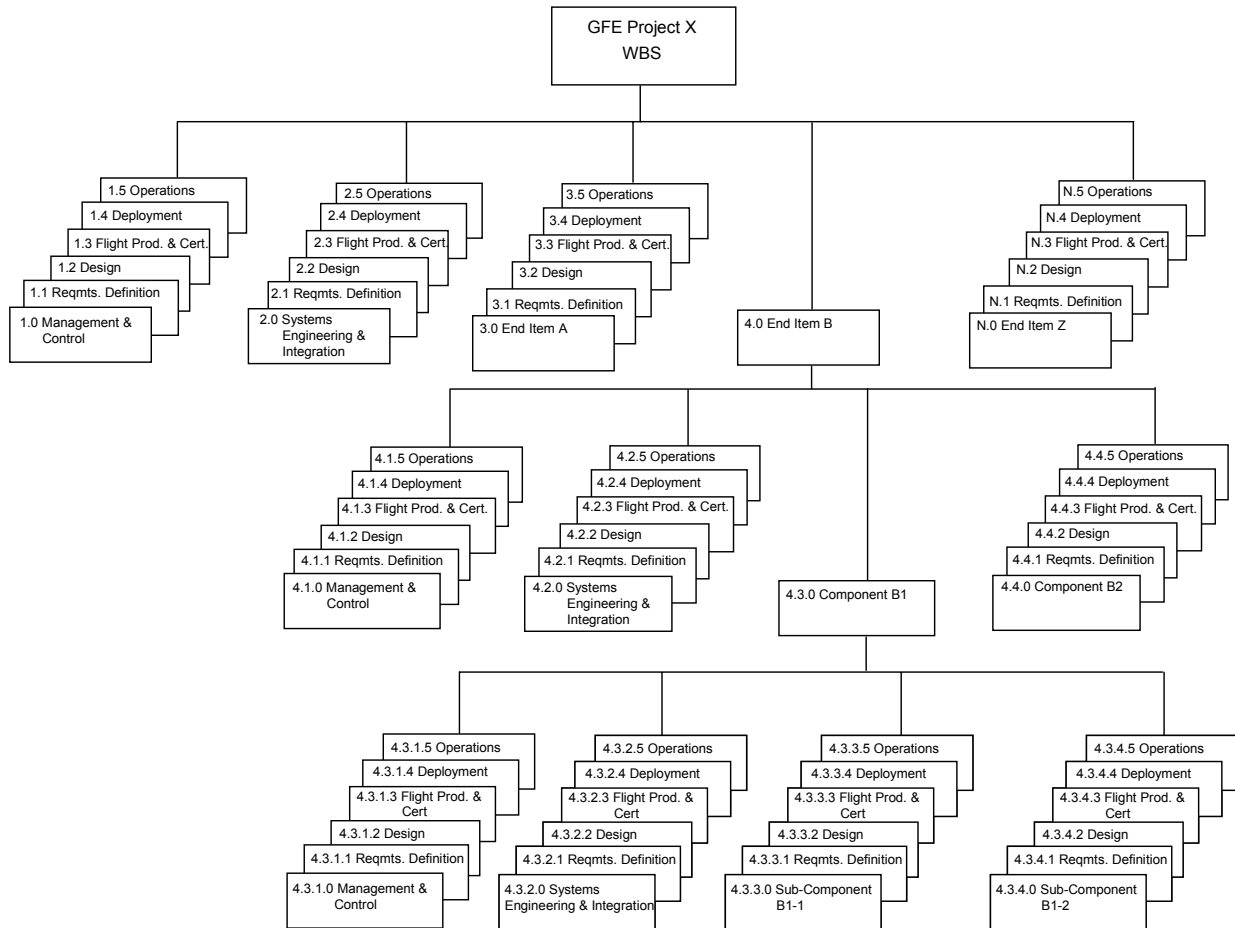 GFE Project X
WBS
1.5 Operations
1.4 Deployment
1.3 Flight Prod. & Cert.
1.2 Design
1.1 Reqmts. Definition
1.0 Management &
Control
2.5 Operations
2.4 Deployment
2.3 Flight Prod. & Cert.
2.2 Design
2.1 Reqmts. Definition
2.0 Systems
Engineering &
Integration
3.5 Operations
3.4 Deployment
3.3 Flight Prod. & Cert.
3.2 Design
3.1 Reqmts. Definition
3.0 End Item A
4.0 End Item B
N.5 Operations
N.4 Deployment
N.3 Flight Prod. & Cert.
N.2 Design
N.1 Reqmts. Definition
N.0 End Item Z
4.1.5 Operations
4.1.4 Deployment
4.1.3 Flight Prod. & Cert.
4.1.2 Design
4.1.1 Reqmts. Definition
4.1.0 Management &
Control
4.2.5 Operations
4.2.4 Deployment
4.2.3 Flight Prod. & Cert.
4.2.2 Design
4.2.1 Reqmts. Definition
4.2.0 Systems
Engineering &
Integration
4.3.0 Component B1
4.4.5 Operations
4.4.4 Deployment
4.4.3 Flight Prod. & Cert.
4.4.2 Design
4.4.1 Reqmts. Definition
4.4.0 Component B2
4.3.1.5 Operations
4.3.1.4 Deployment
4.3.1.3 Flight Prod. &
Cert
4.3.1.2 Design
4.3.1.1 Reqmts. Definition
4.3.1.0 Management &
Control
4.3.2.5 Operations
4.3.2.4 Deployment
4.3.2.3 Flight Prod. &
Cert
4.3.2.2 Design
4.3.2.1 Reqmts. Definition
4.3.2.0 Systems
Engineering & Integration
4.3.3.5 Operations
4.3.3.4 Deployment
4.3.3.3 Flight Prod. &
Cert
4.3.3.2 Design
4.3.3.1 Reqmts. Definition
4.3.3.0 Sub-Component
B1-1
4.3.4.5 Operations
4.3.4.4 Deployment
4.3.4.3 Flight Prod. &
Cert
4.3.4.2 Design
4.3.4.1 Reqmts. Definition
4.3.4.0 Sub-Component
B1-2